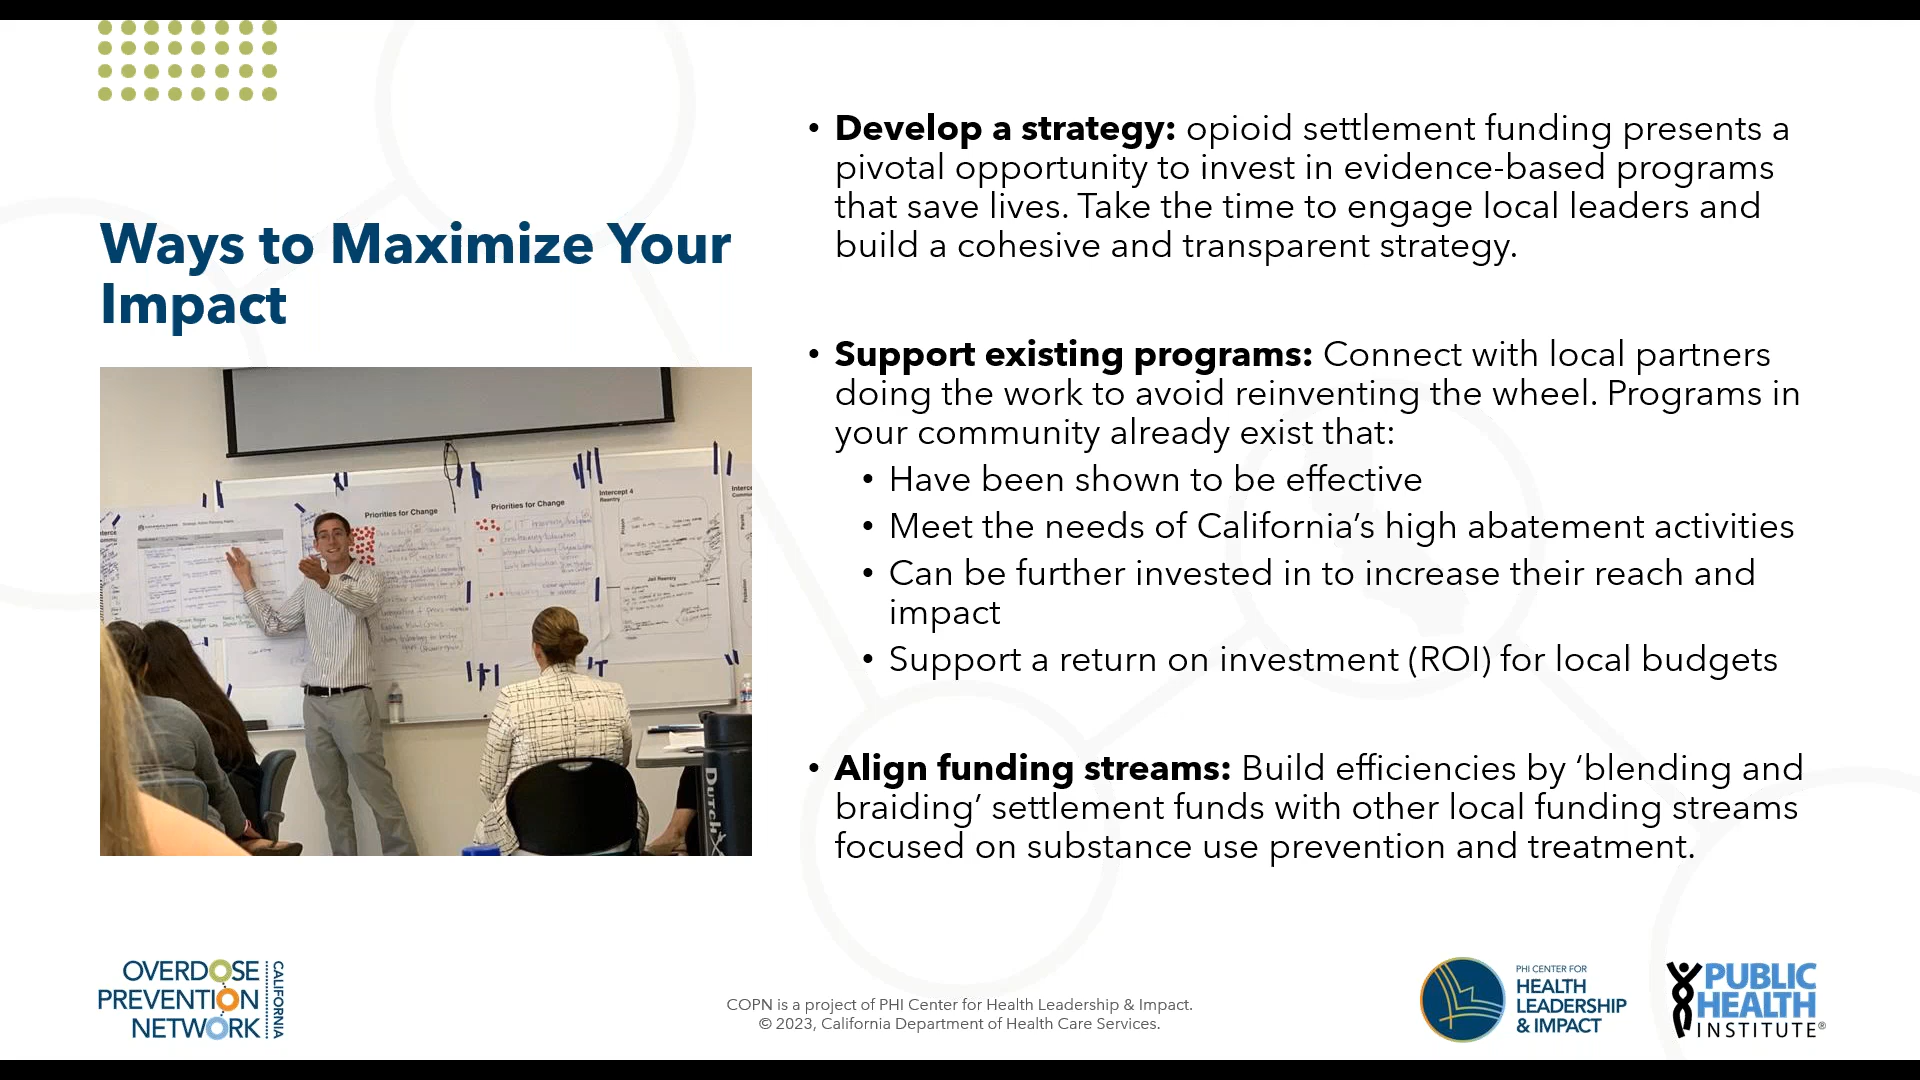 Ways to Maximize Your
Impact
• Develop a strategy: opioid settlement funding presents a
pivotal opportunity to invest in evidence-based programs
that save lives. Take the time to engage local leaders and
build a cohesive and transparent strategy.
• Support existing programs: Connect with local partners
doing the work to avoid reinventing the wheel. Programs in
your community already exist that:
• Have been shown to be effective
• Meet the needs of California’s high abatement activities
• Can be further invested in to increase their reach and
impact
• Support a return on investment (ROI) for local budgets
• Align funding streams: Build efficiencies by ‘blending and
braiding’ settlement funds with other local funding streams
focused on substance use prevention and treatment.
Priorities for Change
Priorities for Change
Intercept 4
Reentry
Jail Reentry
Dutch
OVERDOSE
PREVENTION
NETWORK
CALIFORNIA
COPN is a project of PHI Center for Health Leadership & Impact.
© 2023, California Department of Health Care Services.
PHI CENTER FOR
HEALTH
LEADERSHIP
& IMPACT
PUBLIC
HEALTH
INSTITUTE®